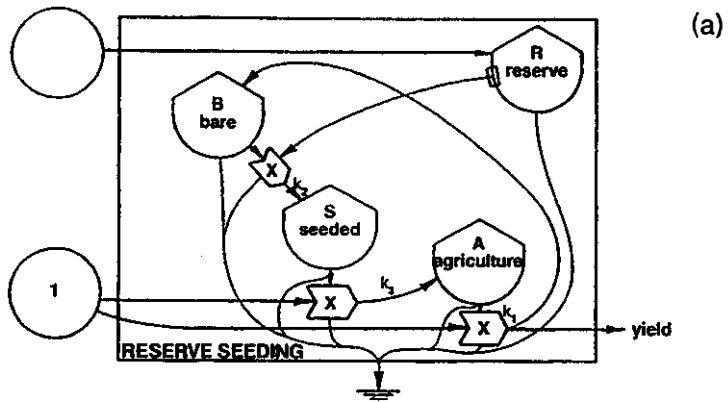 (a)
R
reserve
B
bare
X
k₂
S
seeded
A
agriculture
k₃
1
X
X
k₁
yield
RESERVE SEEDING